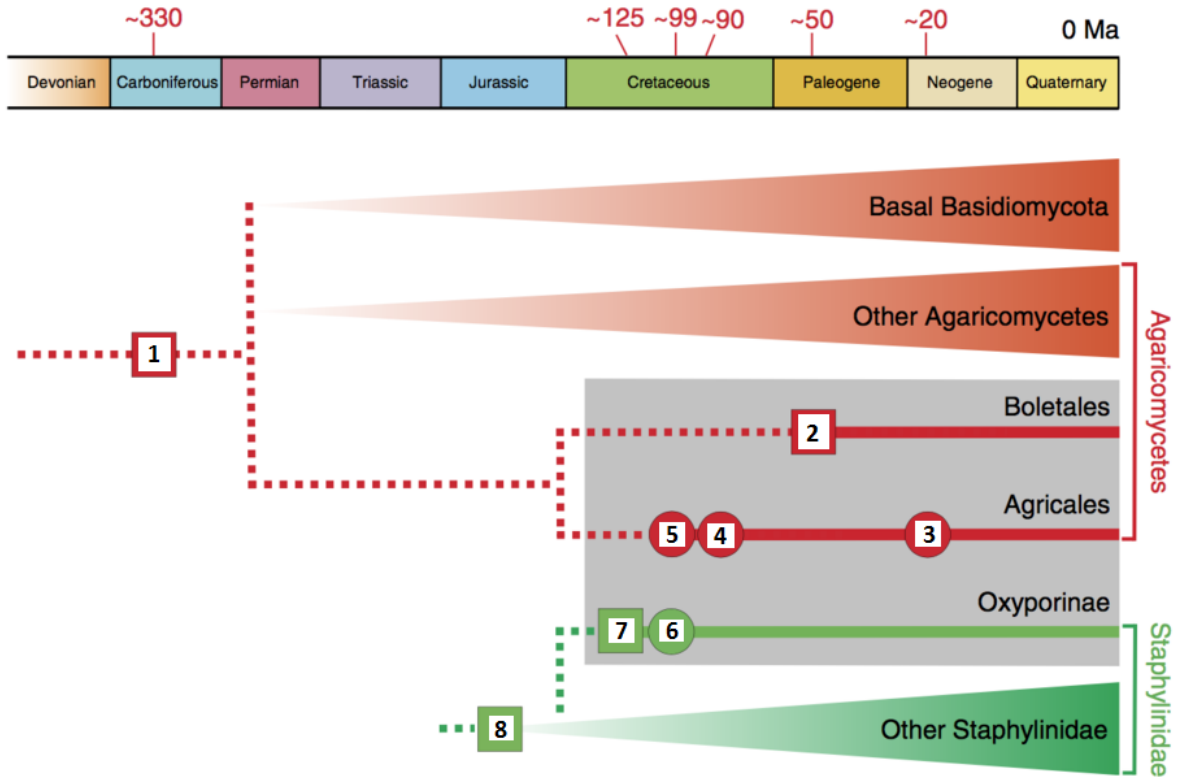 ~330 ~125 ~99 ~90 ~50 ~20 0 Ma
Devonian Carboniferous Permian Triassic Jurassic Cretaceous Paleogene Neogene Quaternary
Basal Basidiomycota
Other Agaricomycetes
Agaricomycetes
1
Boletales
2
Agricales
5 4 3
Oxyporinae
7 6
Staphylinidae
8 Other Staphylinidae